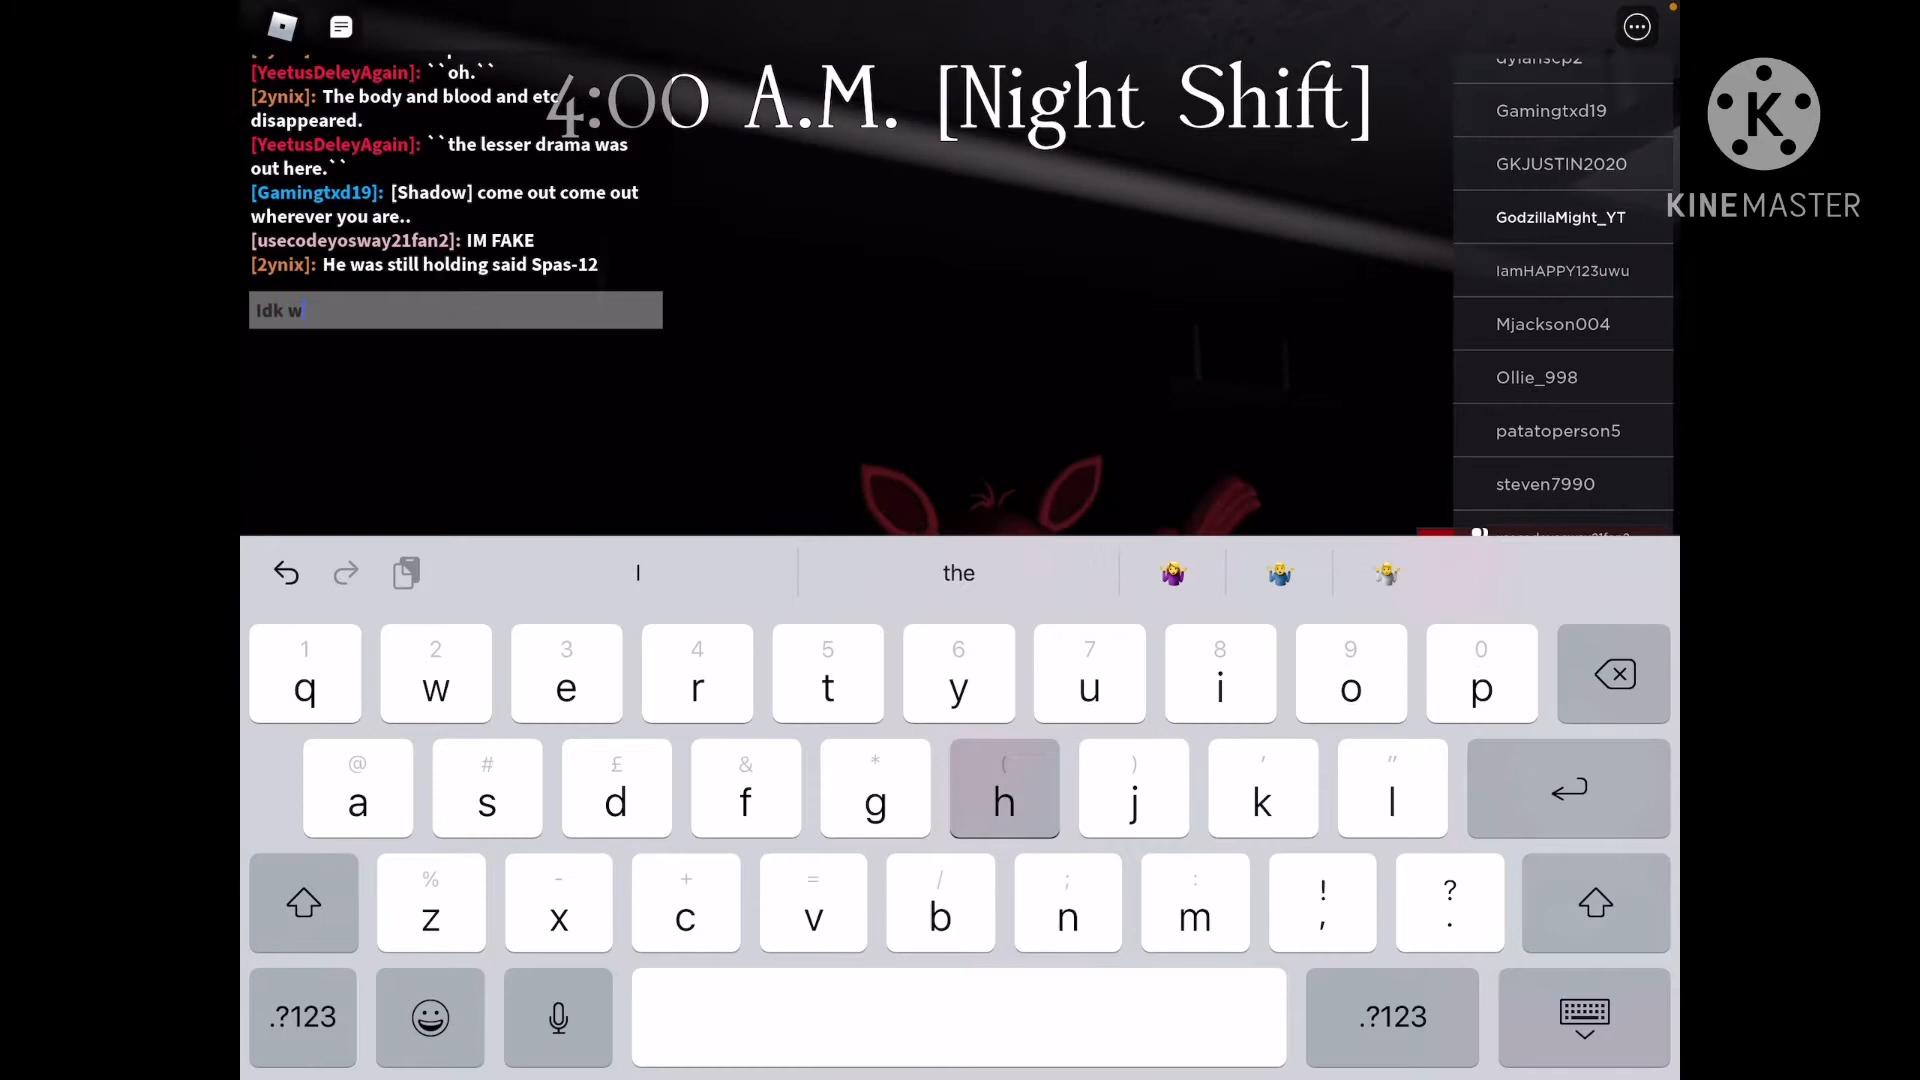 [YeetusDeleyAgain]: ``oh.``
[2ynix]: The body and blood and etc
disappeared.
[YeetusDeleyAgain]: ``the lesser drama was
out here.``
[Gamingtxd19]: [Shadow] come out come out
wherever you are..
[usecodeyosway21fan2]: IM FAKE
[2ynix]: He was still holding said Spas-12
Idk w
4:00 A.M. [Night Shift]
Gamingtxd19
GKJUSTIN2020
GodzillaMight_YT
IamHAPPY123uwu
Mjackson004
Ollie_998
patatoperson5
steven7990
K
KINEMASTER
I the
1 2 3 4 5 6 7 8 9 0
q w e r t y u i o p
@ # £ & * ( ) ' "
a s d f g h j k l
% - + = / ; : ! ?
z x c v b n m , .
.?123 .?123